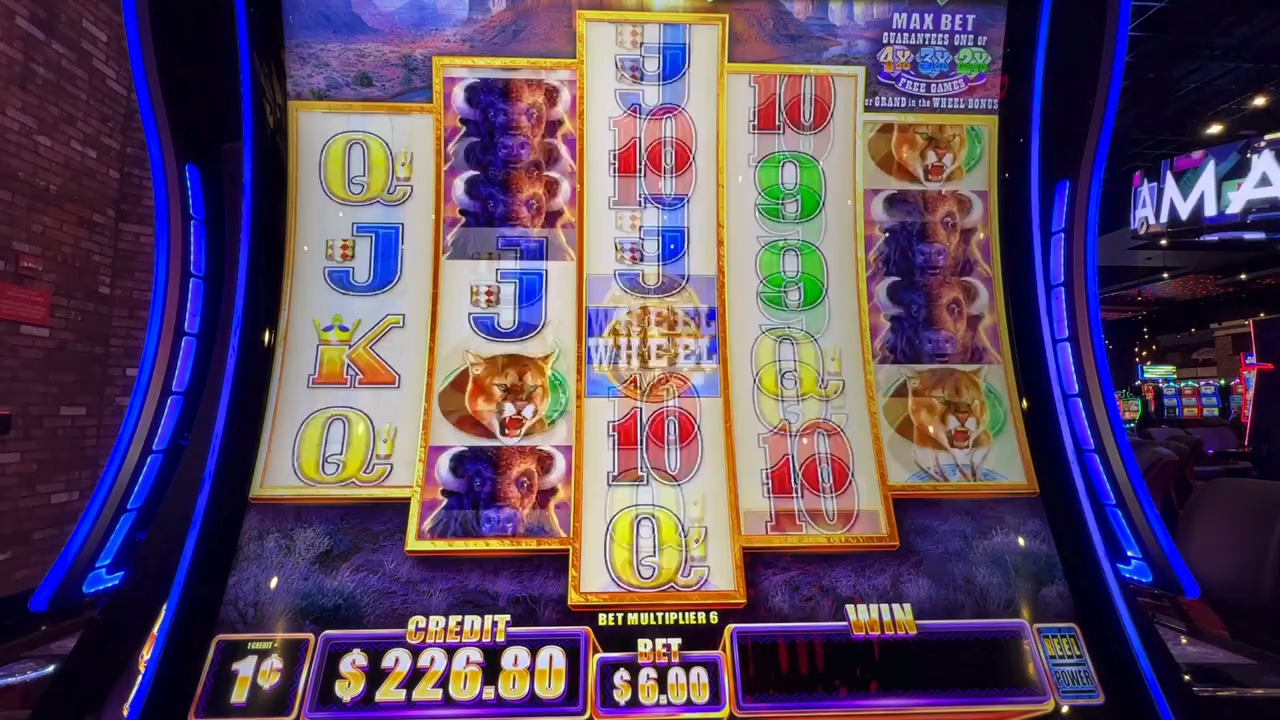 MAX BET
GUARANTEES ONE OF
4X 3X 2X
FREE GAMES
or GRAND in the WHEEL BONUS
AMA
Q
J
K
Q
J
J
10
J
WHEEL
WHEEL
10
Q
10
9
9
Q
10
BET MULTIPLIER 6
1 CREDIT
1¢
CREDIT
$226.80
BET
$6.00
WIN
REEL
POWER